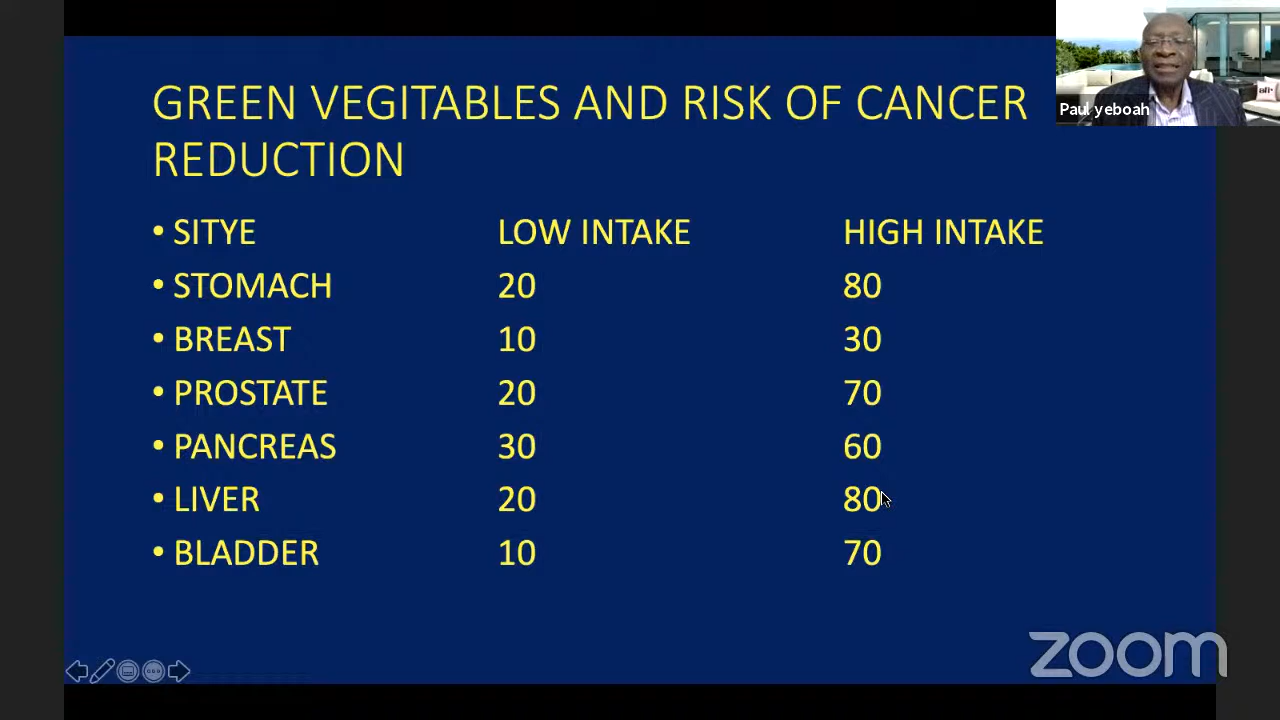 Paul yeboah
GREEN VEGITABLES AND RISK OF CANCER
REDUCTION
• SITYE LOW INTAKE HIGH INTAKE
• STOMACH 20 80
• BREAST 10 30
• PROSTATE 20 70
• PANCREAS 30 60
• LIVER 20 80
• BLADDER 10 70
zoom